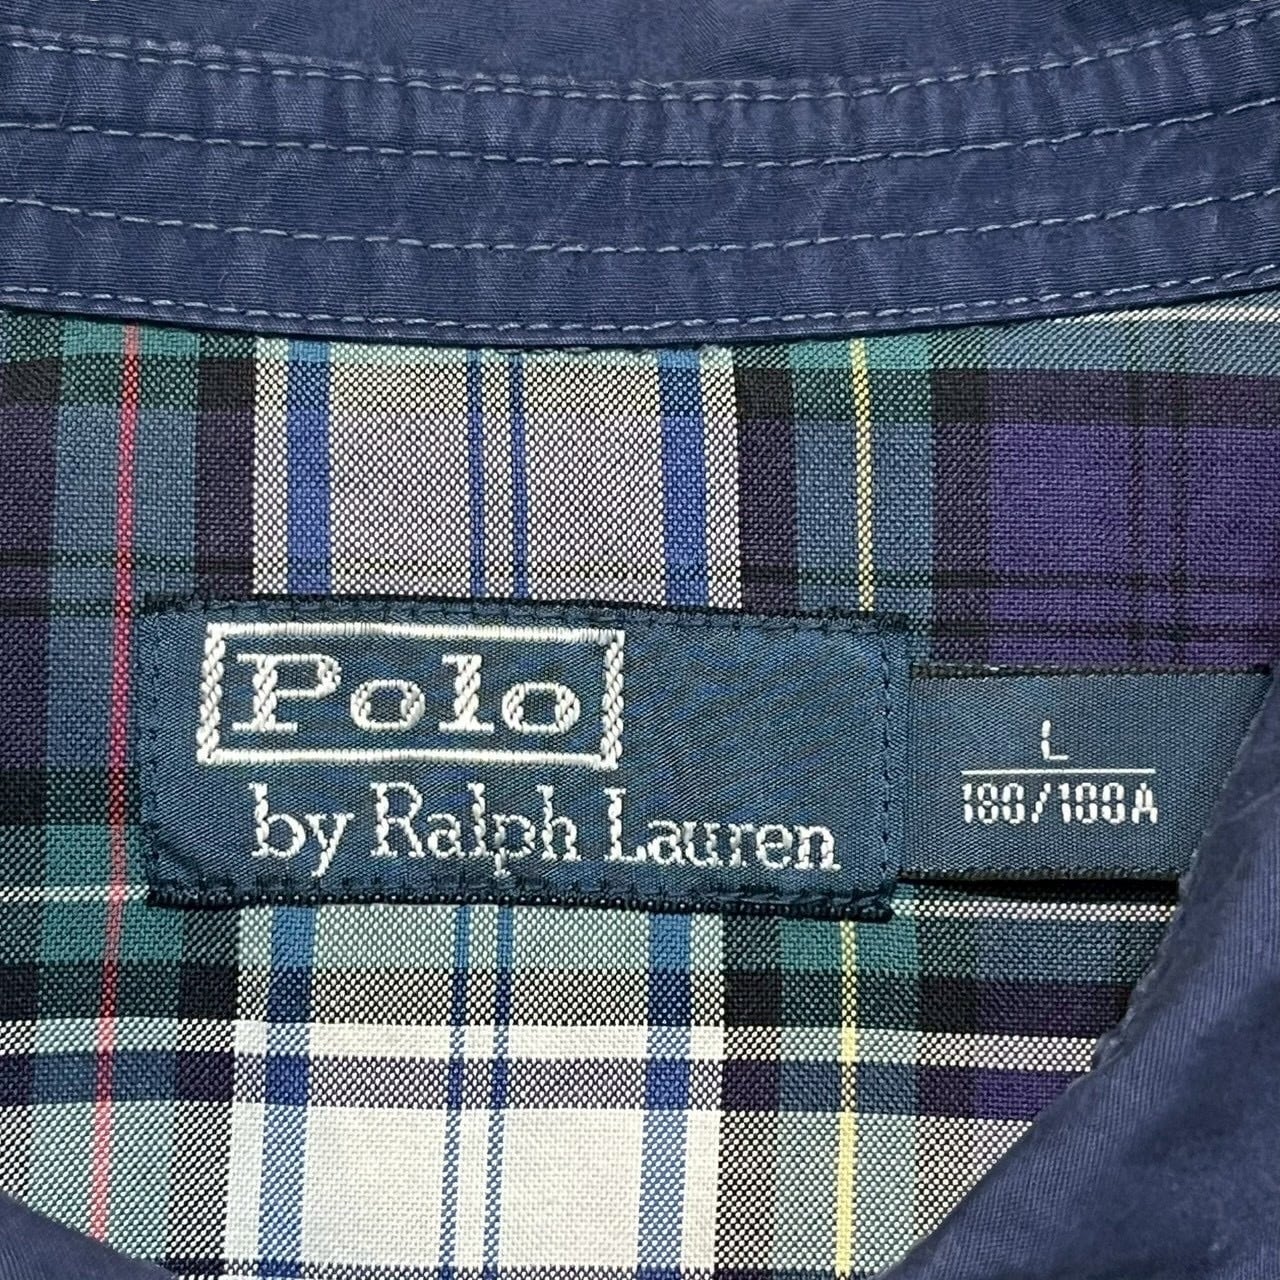 Polo
by Ralph Lauren
L
180/100A